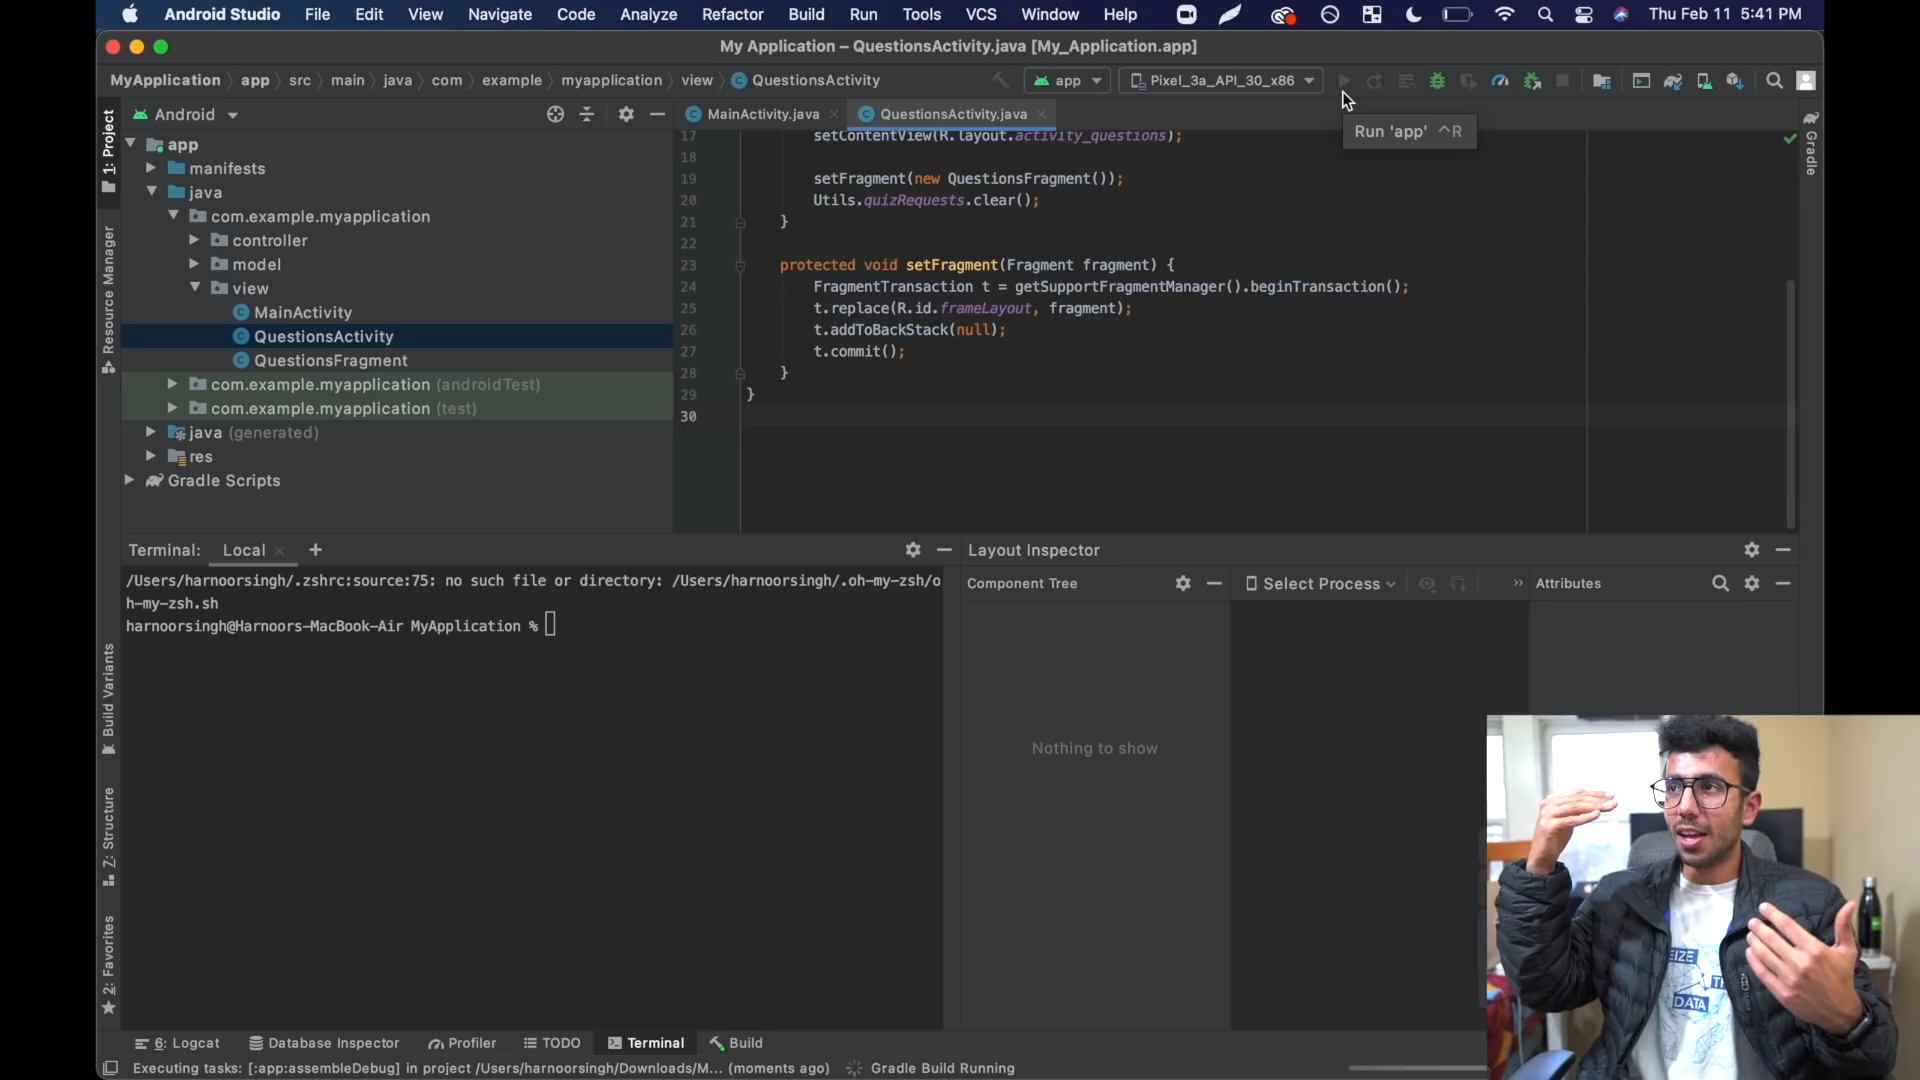 Android Studio File Edit View Navigate Code Analyze Refactor Build Run Tools VCS Window Help Thu Feb 11 5:41 PM
My Application – QuestionsActivity.java [My_Application.app]
MyApplication app src main java com example myapplication view QuestionsActivity app Pixel_3a_API_30_x86
Android MainActivity.java QuestionsActivity.java
Run 'app' ^R
1: Project
Resource Manager
Build Variants
7: Structure
2: Favorites
Gradle
app
manifests
java
com.example.myapplication
controller
model
view
MainActivity
QuestionsActivity
QuestionsFragment
com.example.myapplication (androidTest)
com.example.myapplication (test)
java (generated)
res
Gradle Scripts
17 setContentView(R.layout.activity_questions);
18
19 setFragment(new QuestionsFragment());
20 Utils.quizRequests.clear();
21 }
22
23 protected void setFragment(Fragment fragment) {
24 FragmentTransaction t = getSupportFragmentManager().beginTransaction();
25 t.replace(R.id.frameLayout, fragment);
26 t.addToBackStack(null);
27 t.commit();
28 }
29 }
30
Terminal: Local +
/Users/harnoorsingh/.zshrc:source:75: no such file or directory: /Users/harnoorsingh/.oh-my-zsh/o
h-my-zsh.sh
harnoorsingh@Harnoors-MacBook-Air MyApplication %
Layout Inspector
Component Tree Select Process » Attributes
Nothing to show
DATA
6: Logcat Database Inspector Profiler TODO Terminal Build
Executing tasks: [:app:assembleDebug] in project /Users/harnoorsingh/Downloads/M... (moments ago) Gradle Build Running